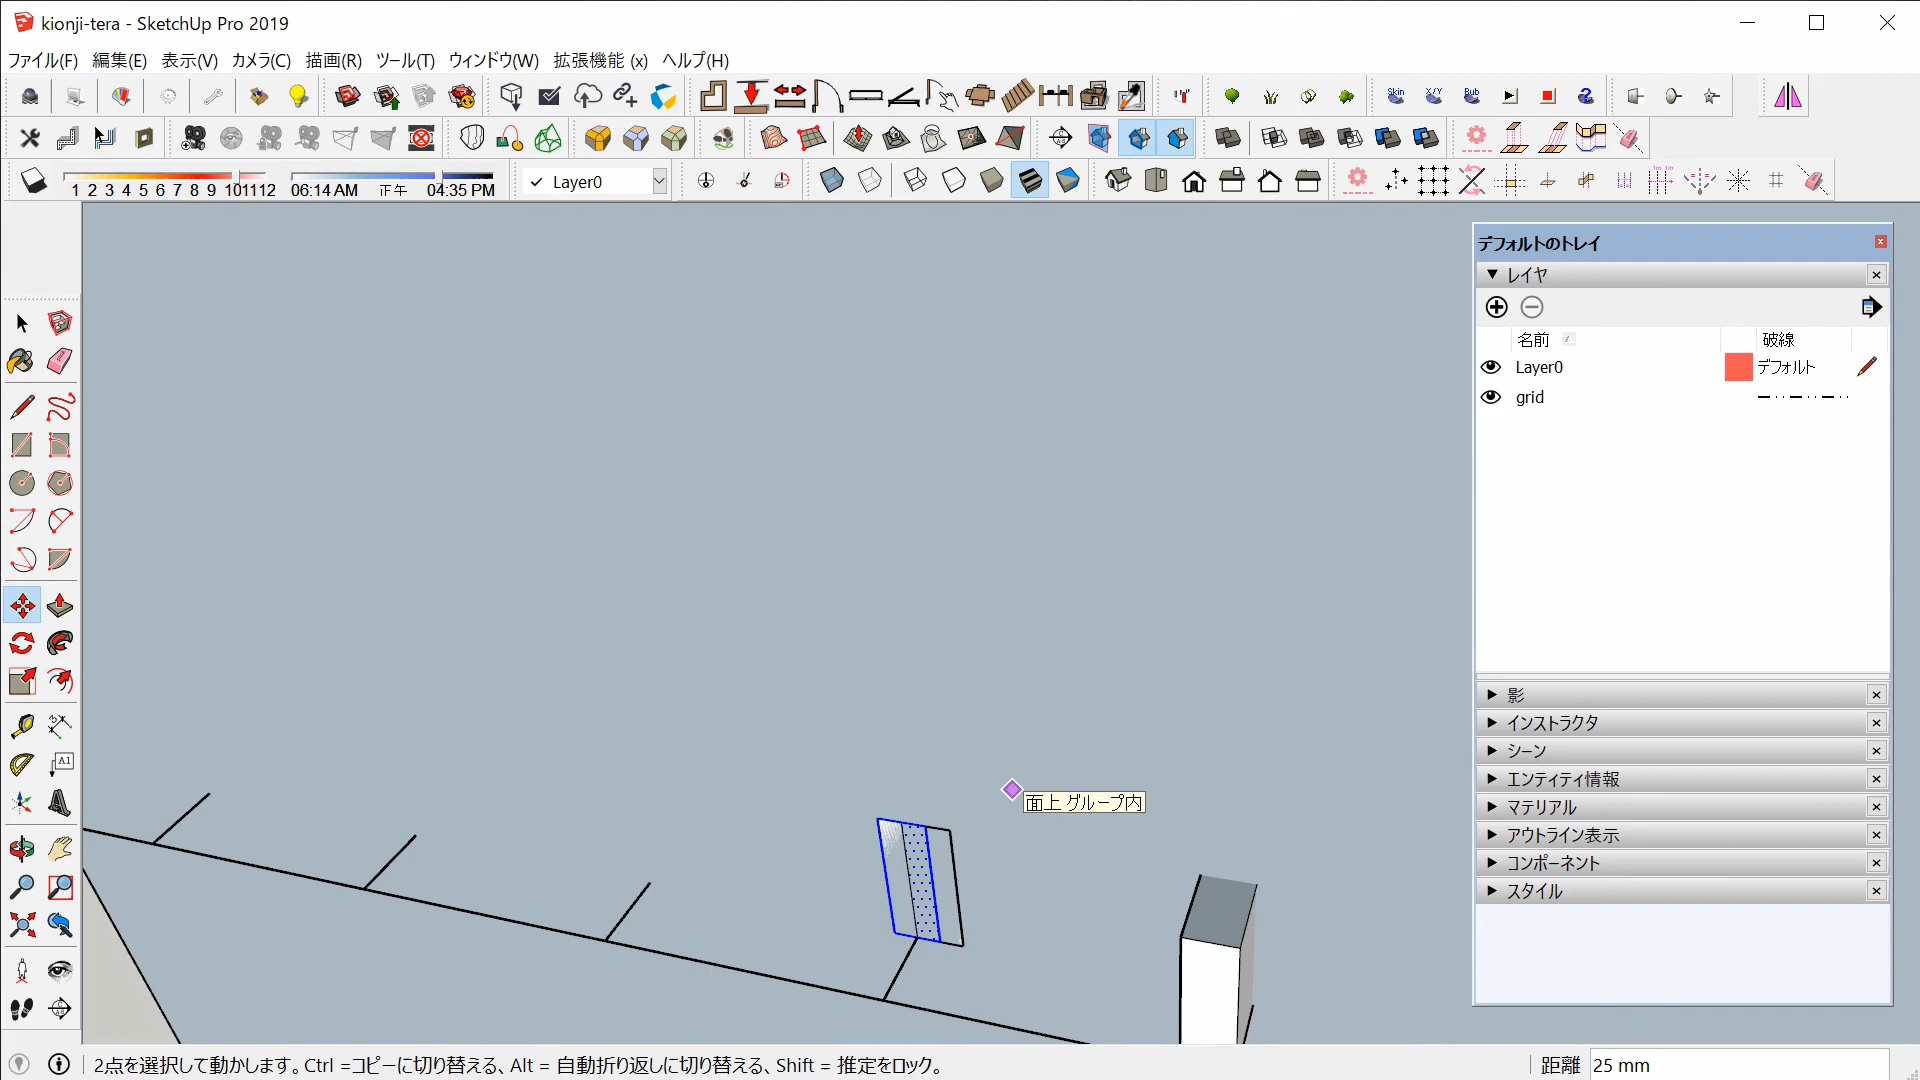 kionji-tera - SketchUp Pro 2019
ファイル(F) 編集(E) 表示(V) カメラ(C) 描画(R) ツール(T) ウィンドウ(W) 拡張機能 (x) ヘルプ(H)
Skin X/Y Bub
1 2 3 4 5 6 7 8 9 10 11 12 06:14 AM 正午 04:35 PM Layer0
デフォルトのトレイ
レイヤ
名前 破線
Layer0 デフォルト
grid
影
インストラクタ
シーン
エンティティ情報
マテリアル
アウトライン表示
コンポーネント
スタイル
A1
面上 グループ内
2点を選択して動かします。Ctrl =コピーに切り替える、Alt = 自動折り返しに切り替える、Shift = 推定をロック。
距離 25 mm